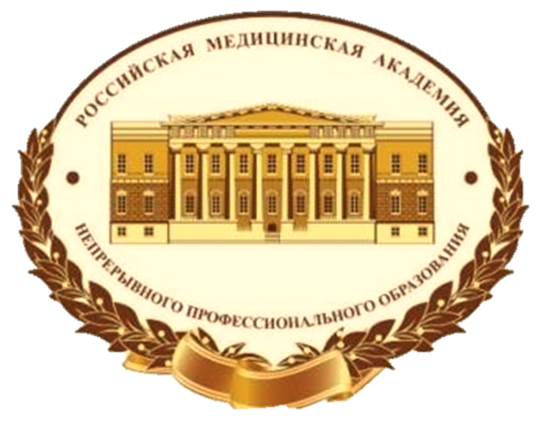 РОССИЙСКАЯ МЕДИЦИНСКАЯ АКАДЕМИЯ
НЕПРЕРЫВНОГО ПРОФЕССИОНАЛЬНОГО ОБРАЗОВАНИЯ